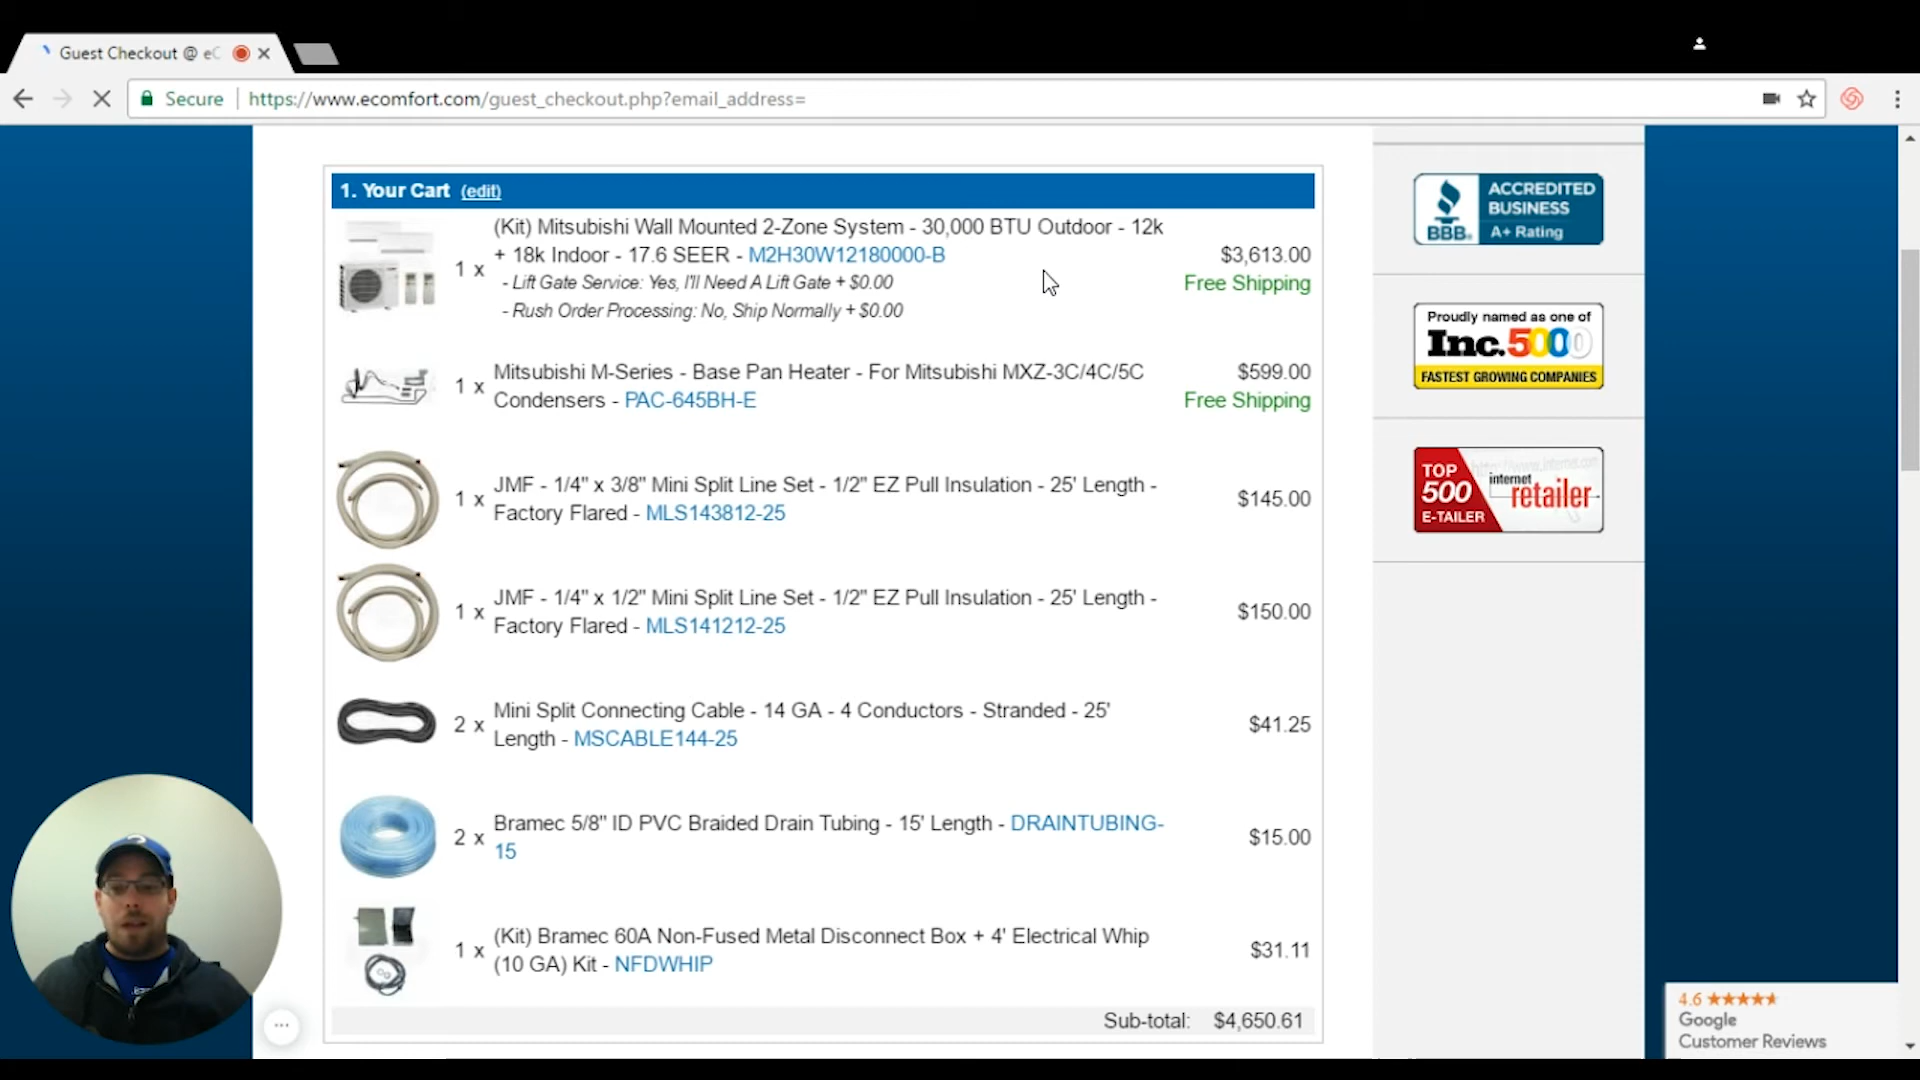 Guest Checkout @ eC
Secure
https://www.ecomfort.com/guest_checkout.php?email_address=
1. Your Cart (edit)
1 x
(Kit) Mitsubishi Wall Mounted 2-Zone System - 30,000 BTU Outdoor - 12k
+ 18k Indoor - 17.6 SEER - M2H30W12180000-B
- Lift Gate Service: Yes, I'll Need A Lift Gate + $0.00
- Rush Order Processing: No, Ship Normally + $0.00
$3,613.00
Free Shipping
1 x
Mitsubishi M-Series - Base Pan Heater - For Mitsubishi MXZ-3C/4C/5C
Condensers - PAC-645BH-E
$599.00
Free Shipping
1 x
JMF - 1/4" x 3/8" Mini Split Line Set - 1/2" EZ Pull Insulation - 25' Length -
Factory Flared - MLS143812-25
$145.00
1 x
JMF - 1/4" x 1/2" Mini Split Line Set - 1/2" EZ Pull Insulation - 25' Length -
Factory Flared - MLS141212-25
$150.00
2 x
Mini Split Connecting Cable - 14 GA - 4 Conductors - Stranded - 25'
Length - MSCABLE144-25
$41.25
2 x
Bramec 5/8" ID PVC Braided Drain Tubing - 15' Length - DRAINTUBING-
15
$15.00
1 x
(Kit) Bramec 60A Non-Fused Metal Disconnect Box + 4' Electrical Whip
(10 GA) Kit - NFDWHIP
$31.11
Sub-total: $4,650.61
BBB.
ACCREDITED
BUSINESS
A+ Rating
Proudly named as one of
Inc.5000
FASTEST GROWING COMPANIES
TOP
500
E-TAILER
internet
retailer
4.6
Google
Customer Reviews